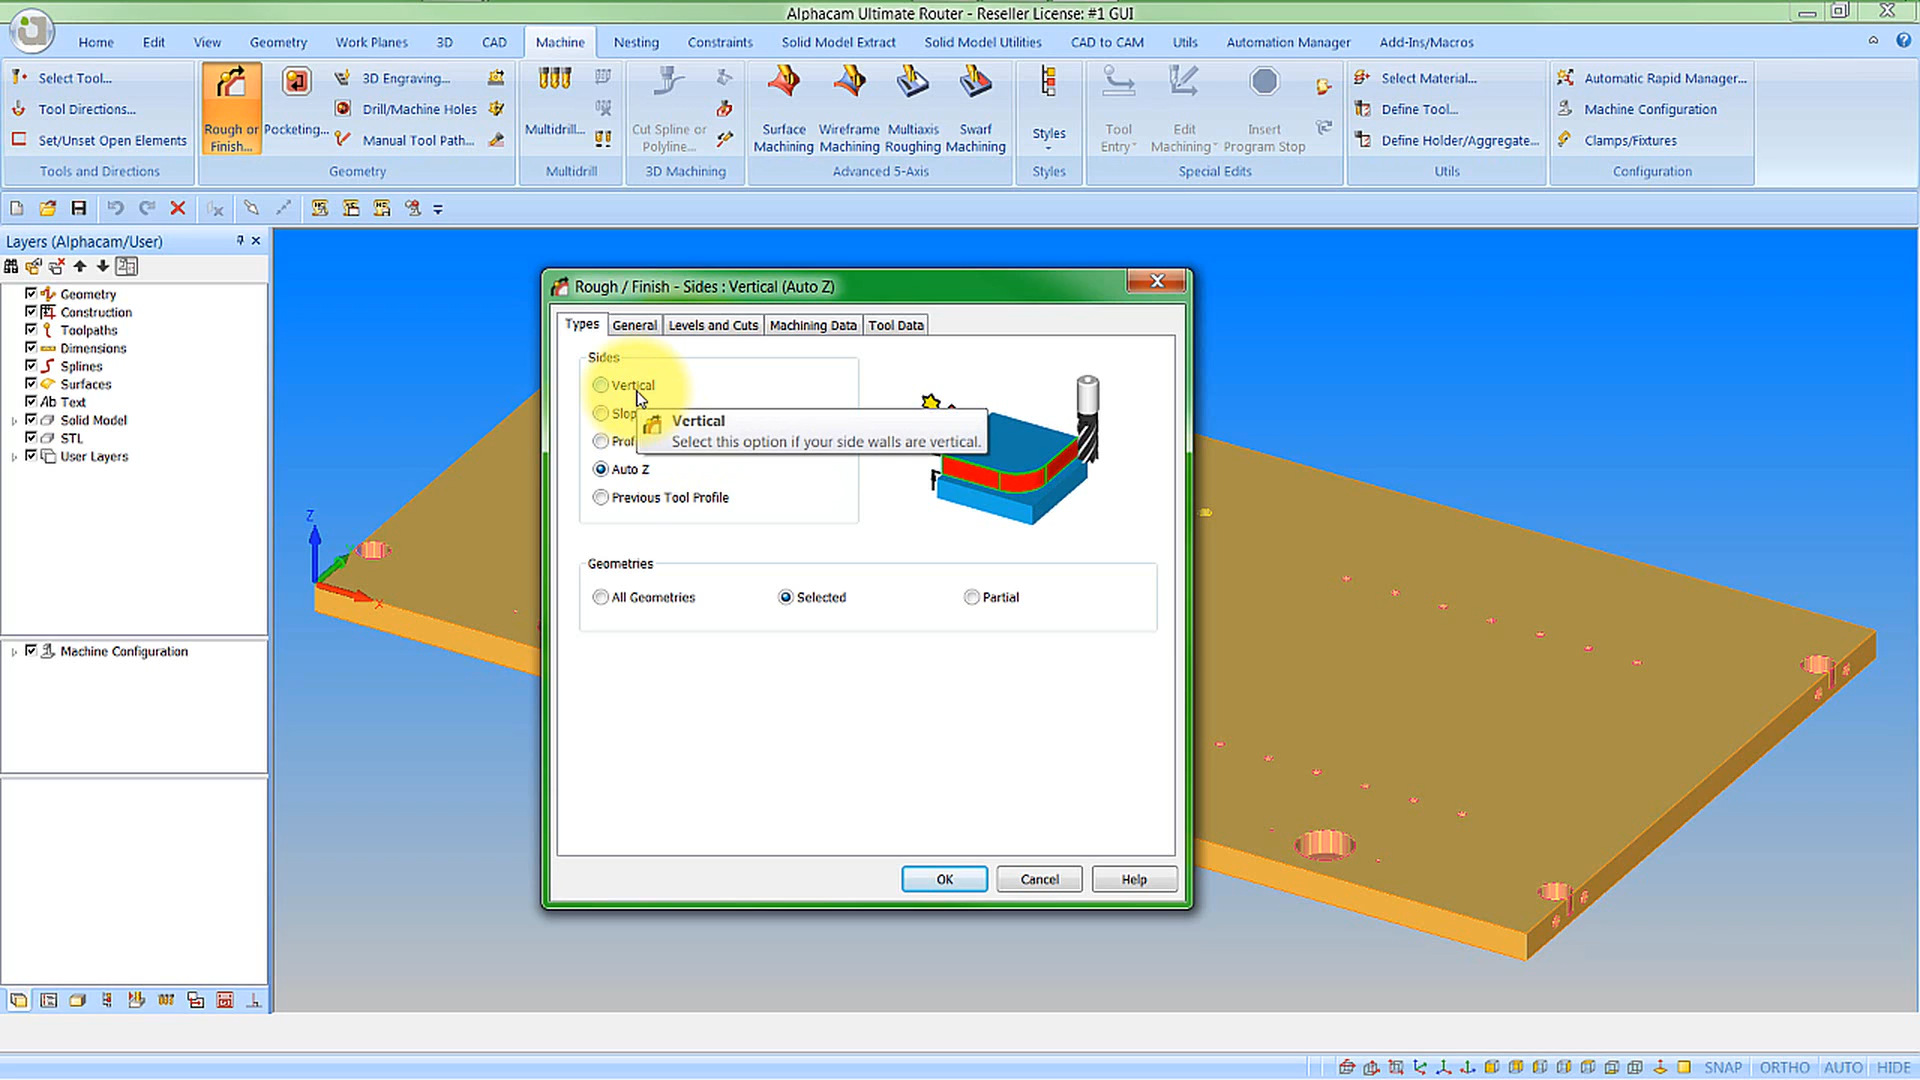 Alphacam Ultimate Router - Reseller License: #1 GUI
Home Edit View Geometry Work Planes 3D CAD Machine Nesting Constraints Solid Model Extract Solid Model Utilities CAD to CAM Utils Automation Manager Add-Ins/Macros
Select Tool...
Tool Directions...
Set/Unset Open Elements
Tools and Directions
Rough or
Finish...
Pocketing...
3D Engraving...
Drill/Machine Holes
Manual Tool Path...
Geometry
Multidrill...
Multidrill
Cut Spline or
Polyline...
3D Machining
Surface
Machining
Wireframe
Machining
Multiaxis
Roughing
Swarf
Machining
Advanced 5-Axis
Styles
Styles
Tool
Entry
Edit
Machining
Insert
Program Stop
Special Edits
Select Material...
Define Tool...
Define Holder/Aggregate...
Utils
Automatic Rapid Manager...
Machine Configuration
Clamps/Fixtures
Configuration
Layers (Alphacam/User)
Geometry
Construction
Toolpaths
Dimensions
Splines
Surfaces
Ab Text
Solid Model
STL
User Layers
Machine Configuration
Z
X
Rough / Finish - Sides : Vertical (Auto Z)
Types General Levels and Cuts Machining Data Tool Data
Sides
Vertical
Slop
Prof
Auto Z
Previous Tool Profile
Vertical
Select this option if your side walls are vertical.
Geometries
All Geometries Selected Partial
OK Cancel Help
SNAP ORTHO AUTO HIDE